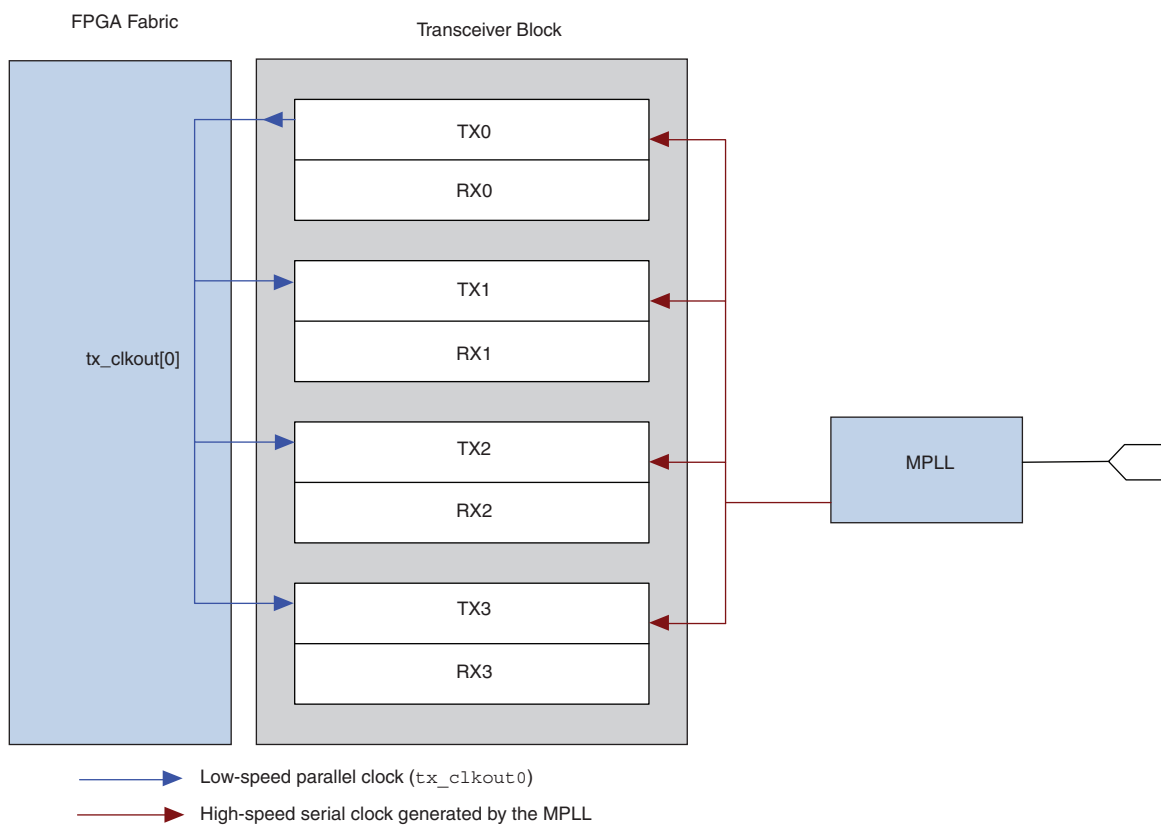 FPGA Fabric
Transceiver Block
TX0
RX0
TX1
RX1
tx_clkout[0]
TX2
RX2
MPLL
TX3
RX3
Low-speed parallel clock (tx_clkout0)
High-speed serial clock generated by the MPLL